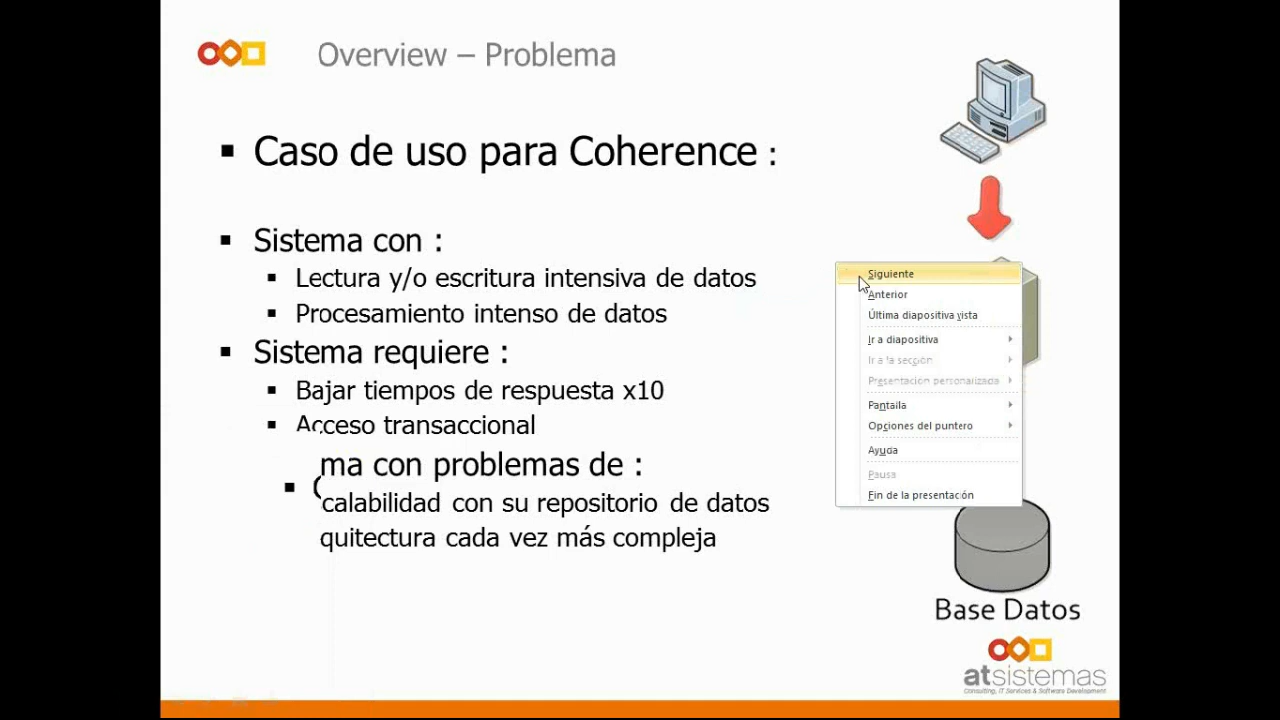 Overview – Problema
Caso de uso para Coherence :
Sistema con :
Lectura y/o escritura intensiva de datos
Procesamiento intenso de datos
Sistema requiere :
Bajar tiempos de respuesta x10
Acceso transaccional
ma con problemas de :
calabilidad con su repositorio de datos
quitectura cada vez más compleja
Siguiente
Anterior
Última diapositiva vista
Ir a diapositiva
Ir a la sección
Presentación personalizada
Pantalla
Opciones del puntero
Ayuda
Pausa
Fin de la presentación
Base Datos
atsistemas
Consulting, IT Services & Software Development